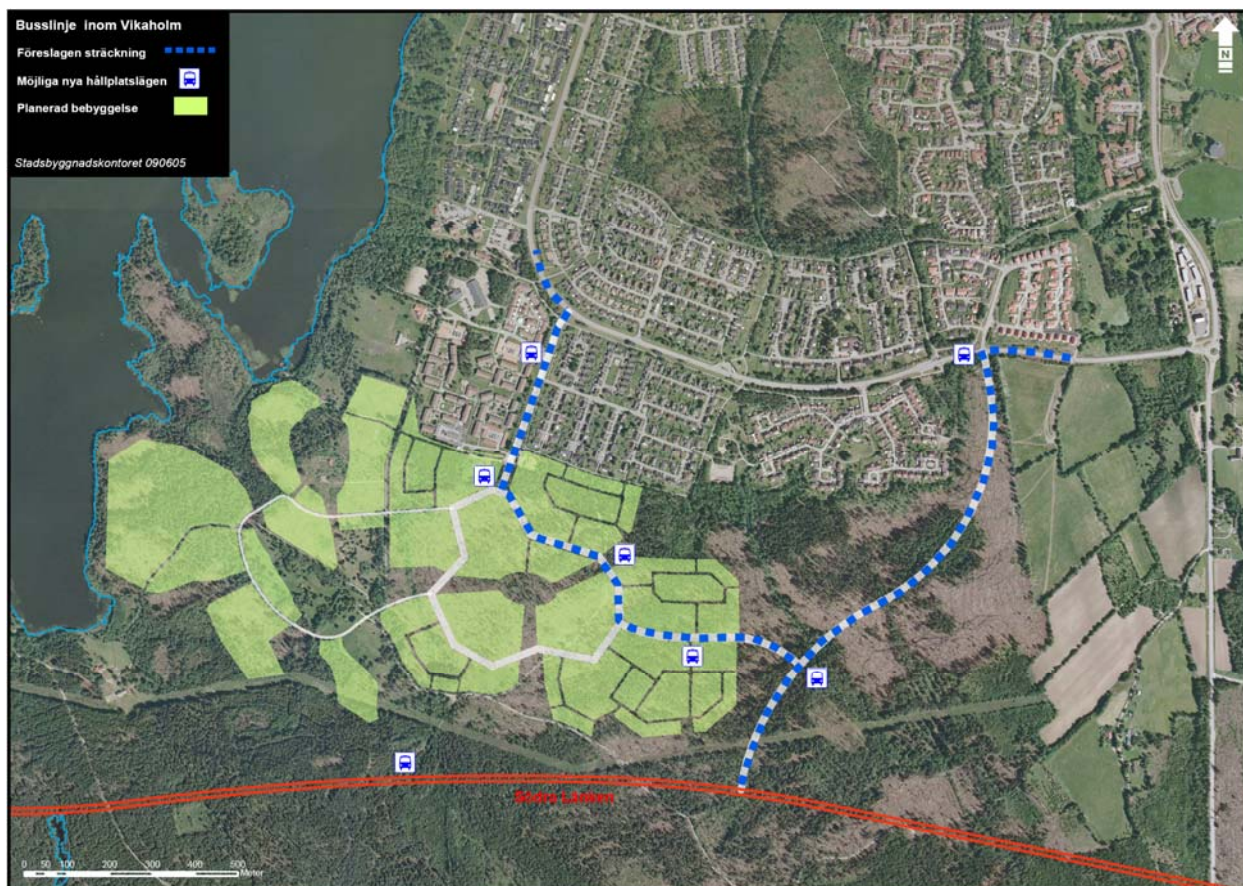 Busslinje inom Vikaholm
Föreslagen sträckning
Möjliga nya hållplatslägen
Planerad bebyggelse
Stadsbyggnadskontoret 090605
N
Södra Länken
0 50 100 200 300 400 500
Meter